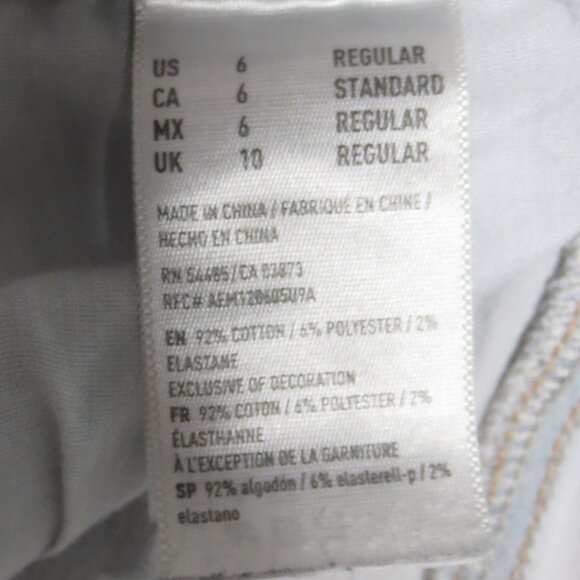 US 6 REGULAR
CA 6 STANDARD
MX 6 REGULAR
UK 10 REGULAR
MADE IN CHINA / FABRIQUÉ EN CHINE /
HECHO EN CHINA
RN 54485/CA 03873
RFC# AEM120605U9A
EN 92% COTTON / 6% POLYESTER / 2%
ELASTANE
EXCLUSIVE OF DECORATION
FR 92% COTON / 6% POLYESTER / 2%
ÉLASTHANNE
À L'EXCEPTION DE LA GARNITURE
SP 92% algodón / 6% elasterell-p / 2%
elastano